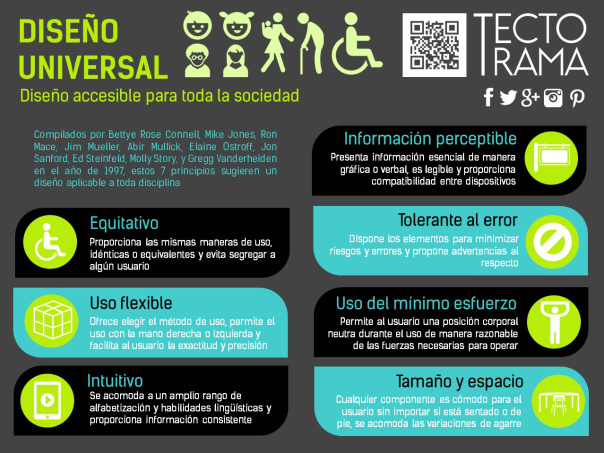 DISEÑO
UNIVERSAL
Diseño accesible para toda la sociedad
TECTO
RAMA
Compilados por Bettye Rose Connell, Mike Jones, Ron
Mace, Jim Mueller, Abir Mullick, Elaine Ostroff, Jon
Sanford, Ed Steinfeld, Molly Story, y Gregg Vanderheiden
en el año de 1997, estos 7 principios sugieren un
diseño aplicable a toda disciplina
Equitativo
Proporciona las mismas maneras de uso,
idénticas o equivalentes y evita segregar a
algún usuario
Uso flexible
Ofrece elegir el método de uso, permite el
uso con la mano derecha o izquierda y
facilita al usuario la exactitud y precisión
Intuitivo
Se acomoda a un amplio rango de
alfabetización y habilidades lingüísticas y
proporciona información consistente
Información perceptible
Presenta información esencial de manera
gráfica o verbal, es legible y proporciona
compatibilidad entre dispositivos
Tolerante al error
Dispone los elementos para minimizar
riesgos y errores y propone advertencias al
respecto
Uso del mínimo esfuerzo
Permite al usuario una posición corporal
neutra durante el uso de manera razonable
de las fuerzas necesarias para operar
Tamaño y espacio
Cualquier componente es cómodo para el
usuario sin importar si está sentado o de
pie, se acomoda las variaciones de agarre